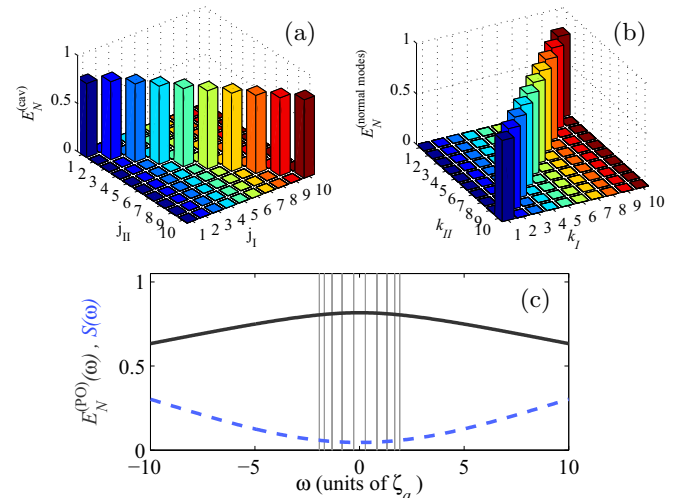 (a)
E_N^(cav)
1
0.5
0
1 2 3 4 5 6 7 8 9 10
j_II
1 2 3 4 5 6 7 8 9 10
j_I
(b)
E_N^(normal modes)
1
0.5
0
1 2 3 4 5 6 7 8 9 10
k_II
1 2 3 4 5 6 7 8 9 10
k_I
(c)
E_N^(PO)(ω) , S(ω)
1
0.5
0
−10 −5 0 5 10
ω (units of ζ_a)